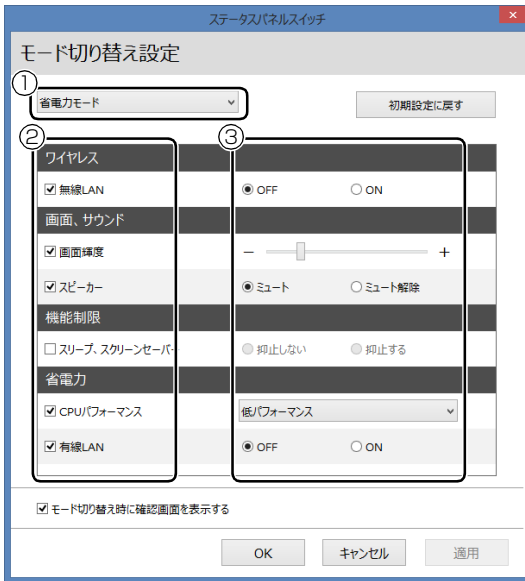 ステータスパネルスイッチ
×
モード切り替え設定
①
省電力モード
初期設定に戻す
②
③
ワイヤレス
無線LAN
OFF
ON
画面、サウンド
画面輝度
－
＋
スピーカー
ミュート
ミュート解除
機能制限
スリープ、スクリーンセーバ
抑止しない
抑止する
省電力
CPUパフォーマンス
低パフォーマンス
有線LAN
OFF
ON
モード切り替え時に確認画面を表示する
OK
キャンセル
適用